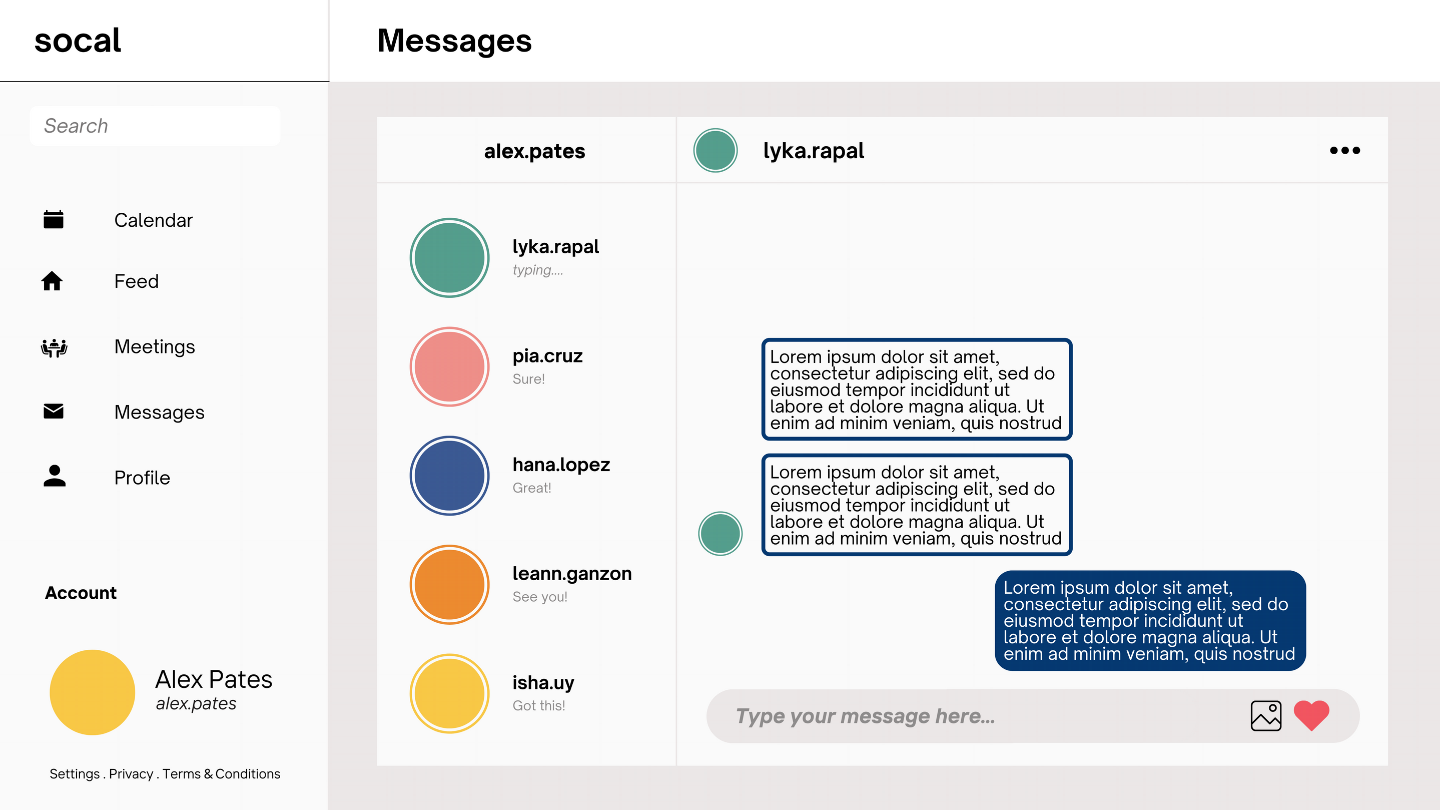 socal
Messages
Search
Calendar
Feed
Meetings
Messages
Profile
Account
Alex Pates
alex.pates
Settings . Privacy . Terms & Conditions
alex.pates
lyka.rapal
typing....
pia.cruz
Sure!
hana.lopez
Great!
leann.ganzon
See you!
isha.uy
Got this!
lyka.rapal
Lorem ipsum dolor sit amet,
consectetur adipiscing elit, sed do
eiusmod tempor incididunt ut
labore et dolore magna aliqua. Ut
enim ad minim veniam, quis nostrud
Lorem ipsum dolor sit amet,
consectetur adipiscing elit, sed do
eiusmod tempor incididunt ut
labore et dolore magna aliqua. Ut
enim ad minim veniam, quis nostrud
Lorem ipsum dolor sit amet,
consectetur adipiscing elit, sed do
eiusmod tempor incididunt ut
labore et dolore magna aliqua. Ut
enim ad minim veniam, quis nostrud
Type your message here...